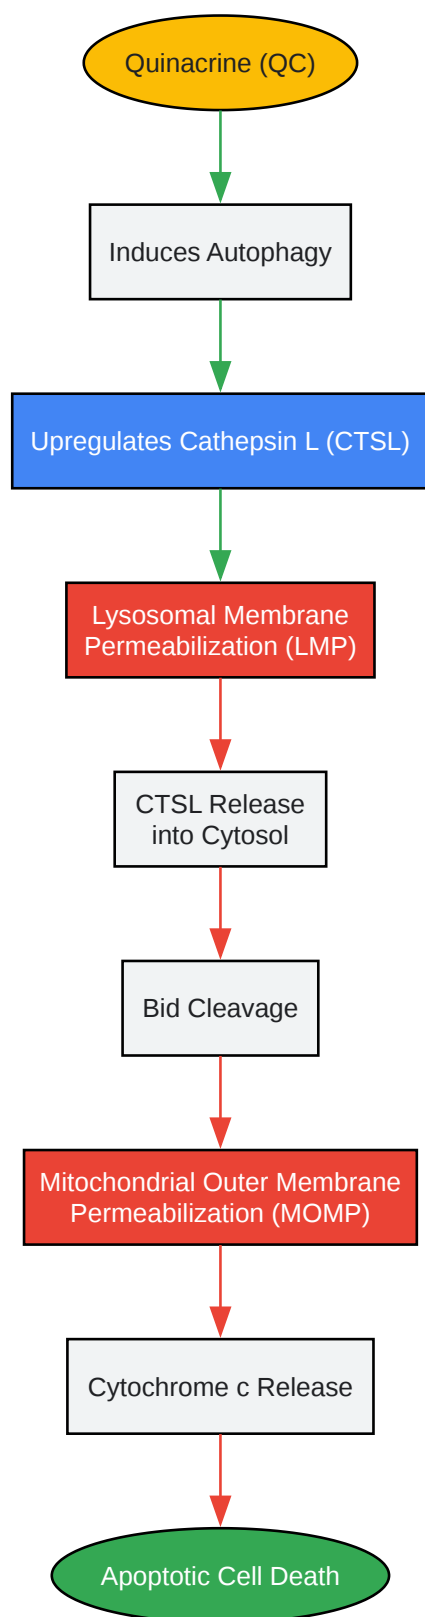 Quinacrine (QC)
Induces Autophagy
Upregulates Cathepsin L (CTSL)
Lysosomal Membrane
Permeabilization (LMP)
CTSL Release
into Cytosol
Bid Cleavage
Mitochondrial Outer Membrane
Permeabilization (MOMP)
Cytochrome c Release
Apoptotic Cell Death